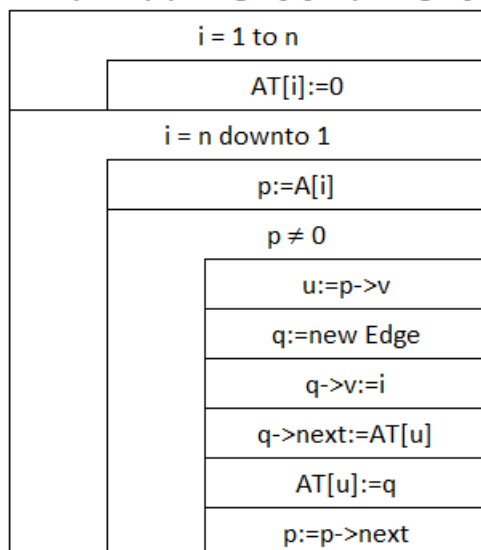 i = 1 to n
AT[i]:=0
i = n downto 1
p:=A[i]
p ≠ 0
u:=p->v
q:=new Edge
q->v:=i
q->next:=AT[u]
AT[u]:=q
p:=p->next